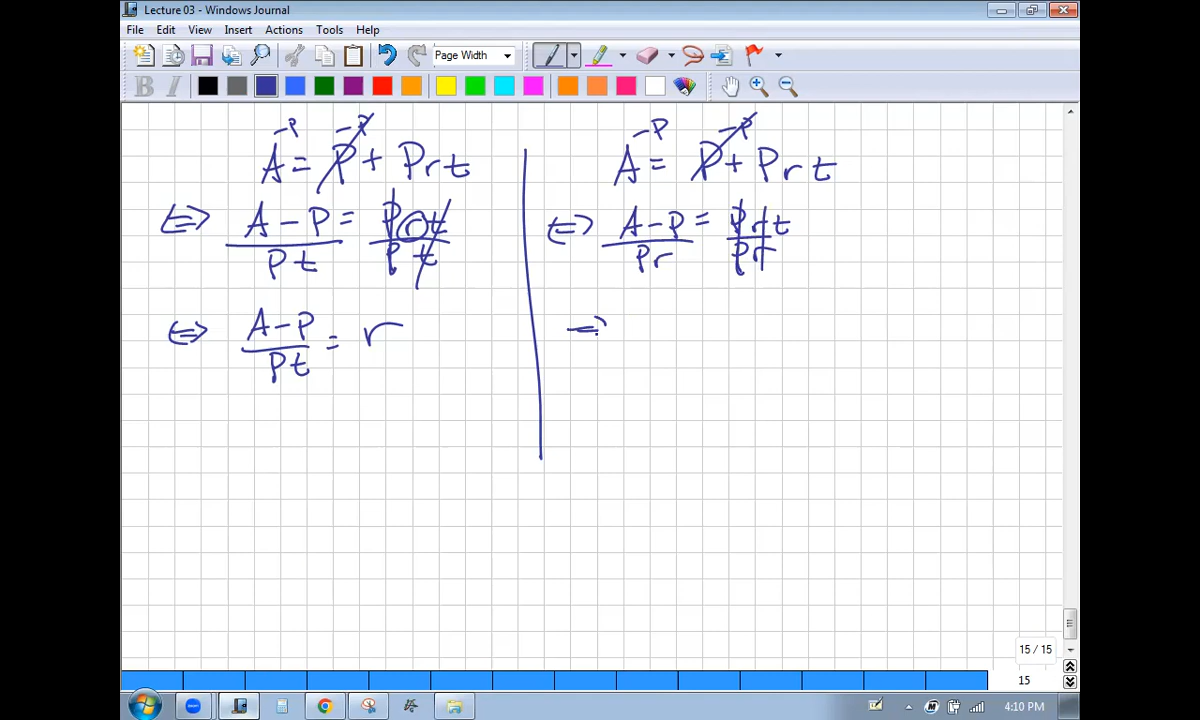 Lecture 03 - Windows Journal
File Edit View Insert Actions Tools Help
Page Width
B I
-P -P
A = P + Prt
⇔ A - P = Prt
Pt Pt
⇔ A-P = r
Pt
-P -P
A = P + Prt
⇔ A-P = Prt
Pr Pr
⇒
15 / 15
15
4:10 PM